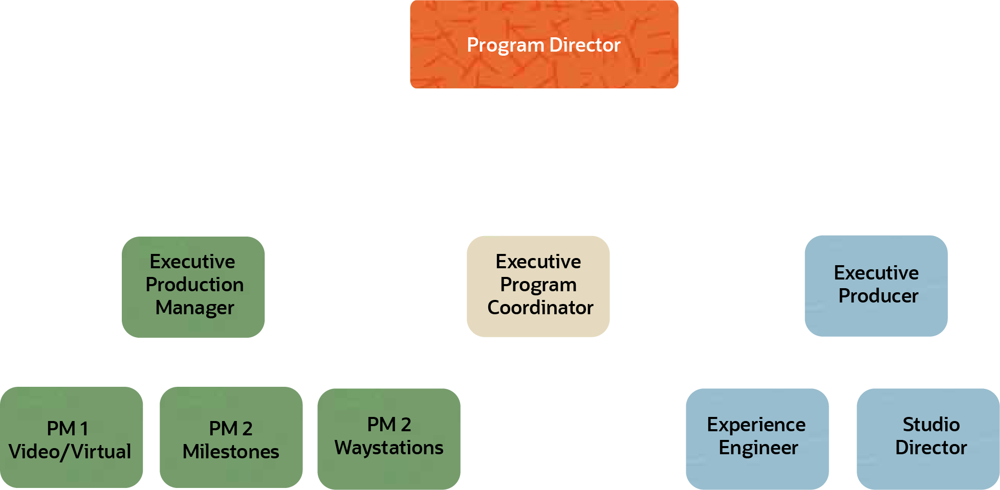 Program Director
Executive
Production
Manager
Executive
Program
Coordinator
Executive
Producer
PM 1
Video/Virtual
PM 2
Milestones
PM 2
Waystations
Experience
Engineer
Studio
Director